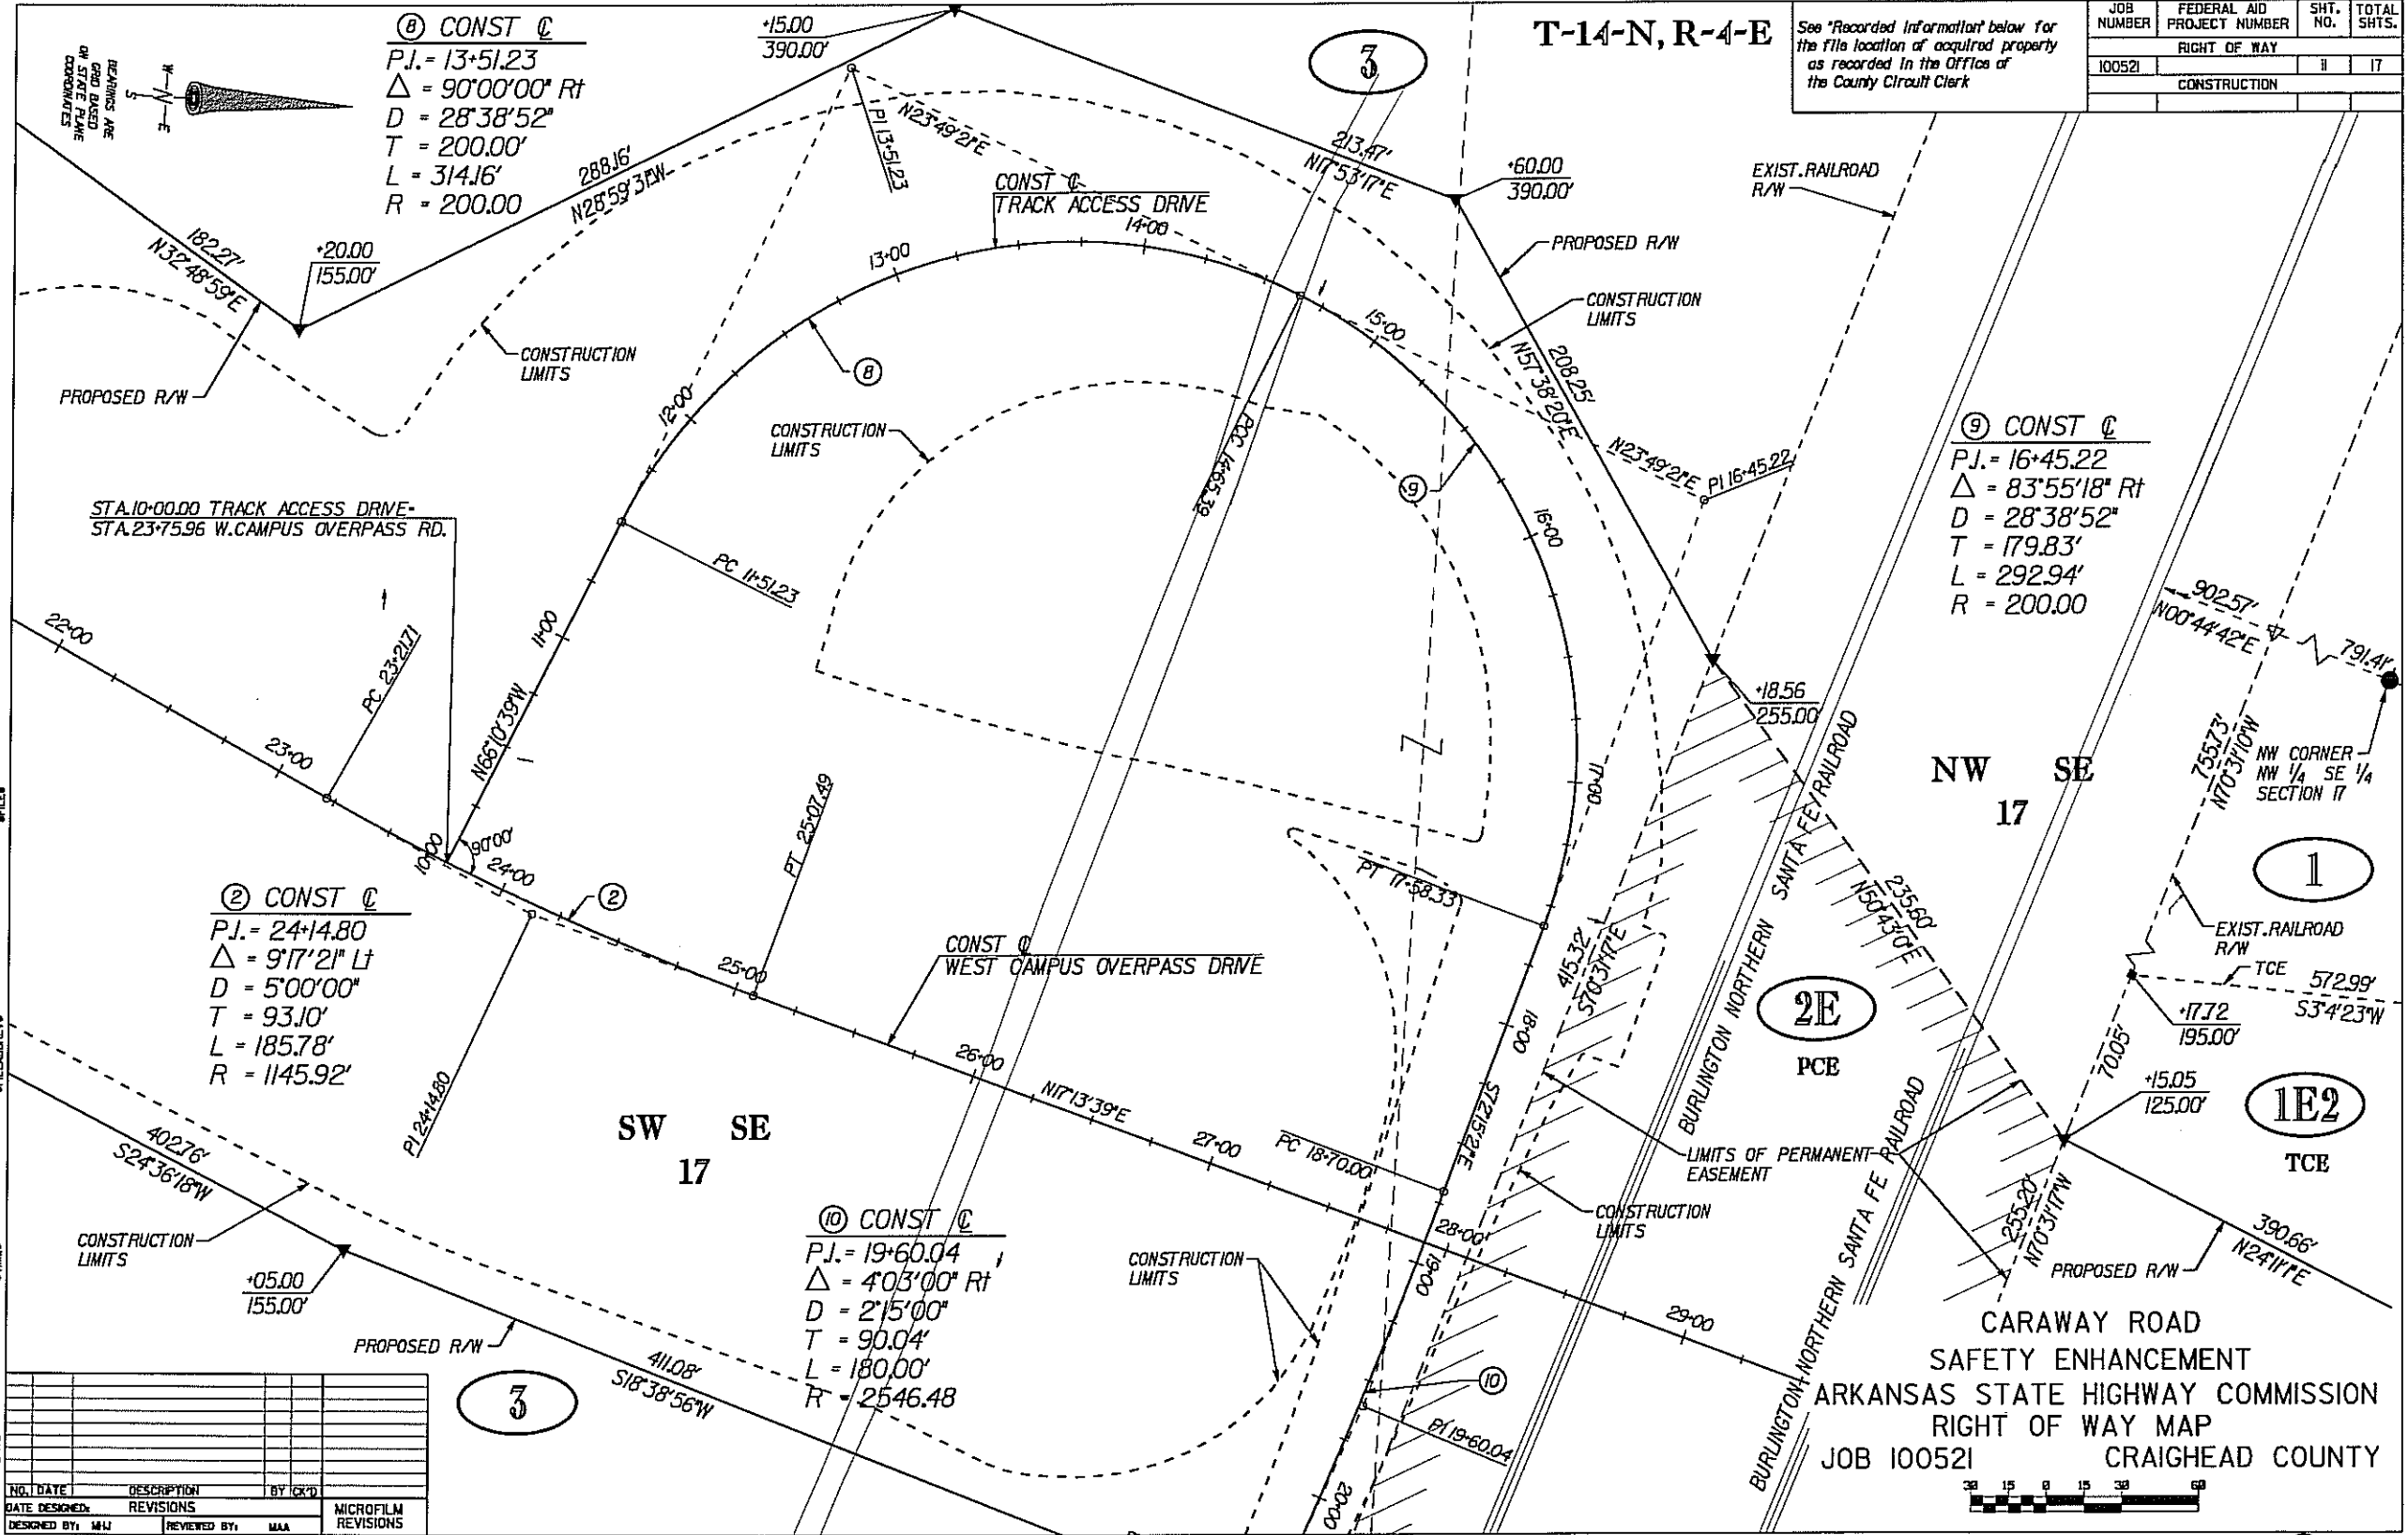 T-14-N, R-4-E
See "Recorded Information" below for
the file location of acquired property
as recorded in the Office of
the County Circuit Clerk
JOB NUMBER
FEDERAL AID PROJECT NUMBER
SHT. NO.
TOTAL SHTS.
RIGHT OF WAY
100521 11 17
CONSTRUCTION
BEARINGS ARE
GRID BASED
ON STATE PLANE
COORDINATES
W
N
S
E
⑧ CONST ℄
P.I. = 13+51.23
Δ = 90°00'00" Rt
D = 28°38'52"
T = 200.00'
L = 314.16'
R = 200.00
+15.00
390.00'
3
PI 13+51.23
N23°49'21"E
213.47'
N17°53'17"E
+60.00
390.00'
EXIST. RAILROAD
R/W
288.16'
N28°59'31"W
CONST ℄
TRACK ACCESS DRIVE
14+00
13+00
PROPOSED R/W
182.27'
N32°48'59"E
+20.00
155.00'
CONSTRUCTION
LIMITS
15+00
208.25'
N57°38'20"E
CONSTRUCTION
LIMITS
PROPOSED R/W
8
12+00
CONSTRUCTION
LIMITS
PCC 14+65.39
N23°49'21"E
PI 16+45.22
9
16+00
⑨ CONST ℄
P.I. = 16+45.22
Δ = 83°55'18" Rt
D = 28°38'52"
T = 179.83'
L = 292.94'
R = 200.00
STA. 10+00.00 TRACK ACCESS DRIVE-
STA. 23+75.96 W. CAMPUS OVERPASS RD.
PC 11+51.23
11+00
22+00
PC 23+21.71
N66°10'39"W
23+00
902.57'
N00°44'42"E
791.41'
+18.56
255.00
NW SE
17
755.73'
N70°31'10"W
NW CORNER
NW 1/4 SE 1/4
SECTION 17
17+00
90°00'
10+00
24+00
2
PT 25+07.49
PT 17+58.33
1
235.60'
N50°43'0"E
EXIST. RAILROAD
R/W
② CONST ℄
P.I. = 24+14.80
Δ = 9°17'21" Lt
D = 5°00'00"
T = 93.10'
L = 185.78'
R = 1145.92'
CONST ℄
WEST CAMPUS OVERPASS DRIVE
25+00
415.32'
S70°31'17"E
BURLINGTON NORTHERN SANTA FEY RAILROAD
TCE
572.99'
S3°4'23"W
+17.72
195.00'
2E
PCE
18+00
26+00
N17°13'39"E
PI 24+14.80
SW SE
17
27+00
PC 18+70.00
S72°15'21"E
70.05'
+15.05
125.00'
1E2
TCE
LIMITS OF PERMANENT
EASEMENT
402.76'
S24°36'18"W
CONSTRUCTION
LIMITS
+05.00
155.00'
⑩ CONST ℄
P.I. = 19+60.04
Δ = 4°03'00" Rt
D = 2°15'00"
T = 90.04'
L = 180.00'
R = 2546.48
CONSTRUCTION
LIMITS
28+00
19+00
CONSTRUCTION
LIMITS
BURLINGTON NORTHERN SANTA FE RAILROAD
255.20'
N70°31'17"W
390.66'
N24°11'1"E
PROPOSED R/W
29+00
PROPOSED R/W
411.08'
S18°38'56"W
3
10
PI 19+60.04
20+00
CARAWAY ROAD
SAFETY ENHANCEMENT
ARKANSAS STATE HIGHWAY COMMISSION
RIGHT OF WAY MAP
JOB 100521 CRAIGHEAD COUNTY
30 15 0 15 30 60
NO. DATE DESCRIPTION BY CK'D
DATE DESIGNED: REVISIONS
MICROFILM
REVISIONS
DESIGNED BY: MHJ REVIEWED BY: MAA